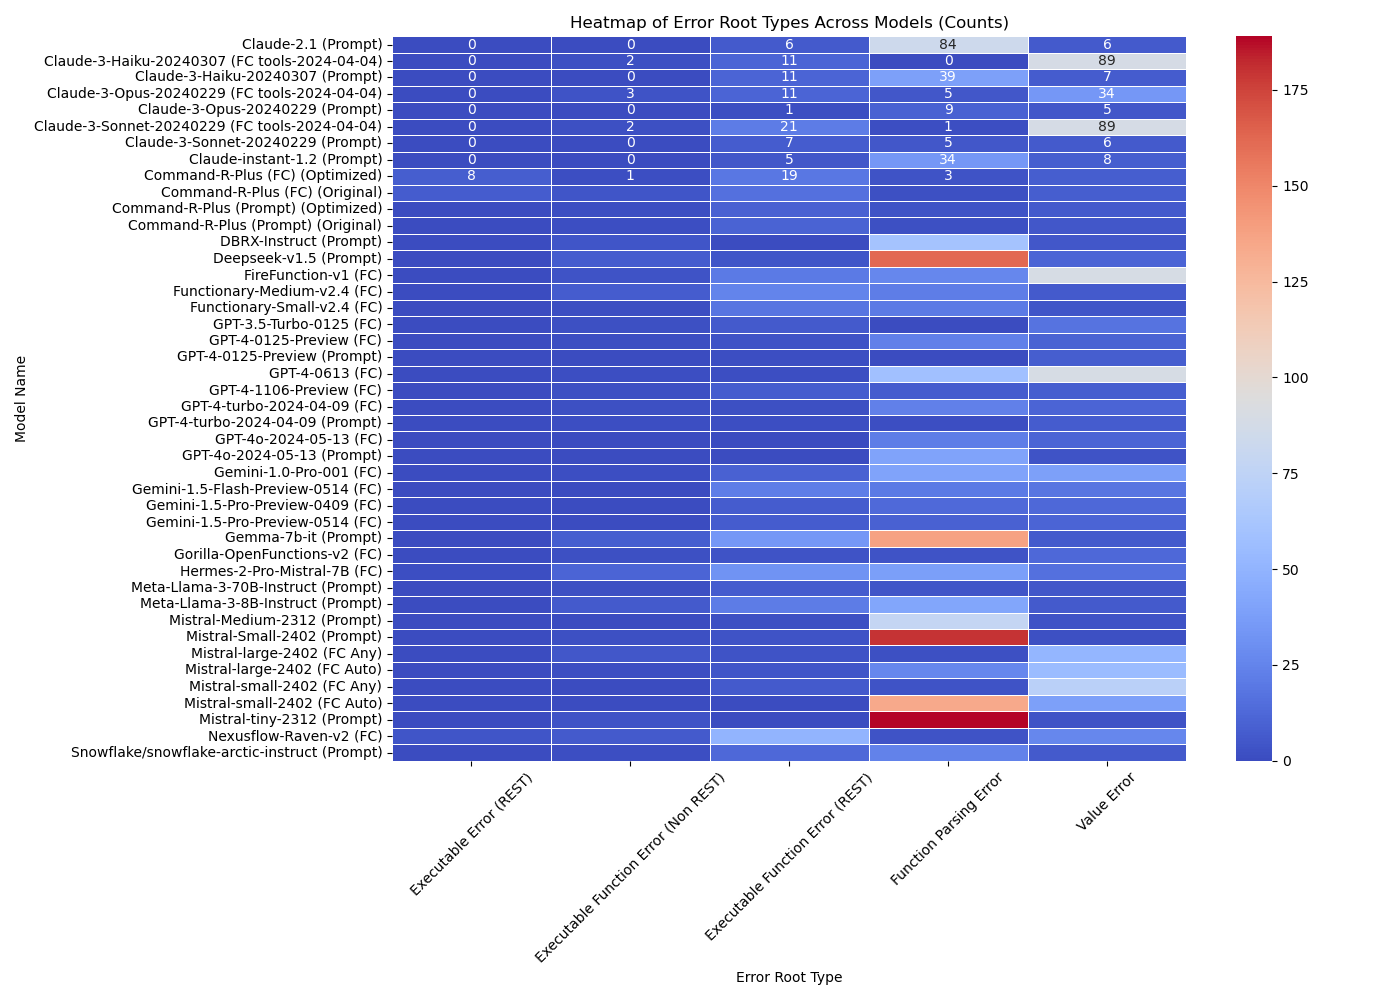 Heatmap of Error Root Types Across Models (Counts)
Claude-2.1 (Prompt) 0 0 6 84 6
Claude-3-Haiku-20240307 (FC tools-2024-04-04) 0 2 11 0 89
Claude-3-Haiku-20240307 (Prompt) 0 0 11 39 7
Claude-3-Opus-20240229 (FC tools-2024-04-04) 0 3 11 5 34
Claude-3-Opus-20240229 (Prompt) 0 0 1 9 5
Claude-3-Sonnet-20240229 (FC tools-2024-04-04) 0 2 21 1 89
Claude-3-Sonnet-20240229 (Prompt) 0 0 7 5 6
Claude-instant-1.2 (Prompt) 0 0 5 34 8
Command-R-Plus (FC) (Optimized) 8 1 19 3
Command-R-Plus (FC) (Original)
Command-R-Plus (Prompt) (Optimized)
Command-R-Plus (Prompt) (Original)
DBRX-Instruct (Prompt)
Deepseek-v1.5 (Prompt)
FireFunction-v1 (FC)
Functionary-Medium-v2.4 (FC)
Functionary-Small-v2.4 (FC)
GPT-3.5-Turbo-0125 (FC)
GPT-4-0125-Preview (FC)
GPT-4-0125-Preview (Prompt)
GPT-4-0613 (FC)
GPT-4-1106-Preview (FC)
GPT-4-turbo-2024-04-09 (FC)
GPT-4-turbo-2024-04-09 (Prompt)
GPT-4o-2024-05-13 (FC)
GPT-4o-2024-05-13 (Prompt)
Gemini-1.0-Pro-001 (FC)
Gemini-1.5-Flash-Preview-0514 (FC)
Gemini-1.5-Pro-Preview-0409 (FC)
Gemini-1.5-Pro-Preview-0514 (FC)
Gemma-7b-it (Prompt)
Gorilla-OpenFunctions-v2 (FC)
Hermes-2-Pro-Mistral-7B (FC)
Meta-Llama-3-70B-Instruct (Prompt)
Meta-Llama-3-8B-Instruct (Prompt)
Mistral-Medium-2312 (Prompt)
Mistral-Small-2402 (Prompt)
Mistral-large-2402 (FC Any)
Mistral-large-2402 (FC Auto)
Mistral-small-2402 (FC Any)
Mistral-small-2402 (FC Auto)
Mistral-tiny-2312 (Prompt)
Nexusflow-Raven-v2 (FC)
Snowflake/snowflake-arctic-instruct (Prompt)
Model Name
Executable Error (REST)
Executable Function Error (Non REST)
Executable Function Error (REST)
Function Parsing Error
Value Error
Error Root Type
175
150
125
100
75
50
25
0